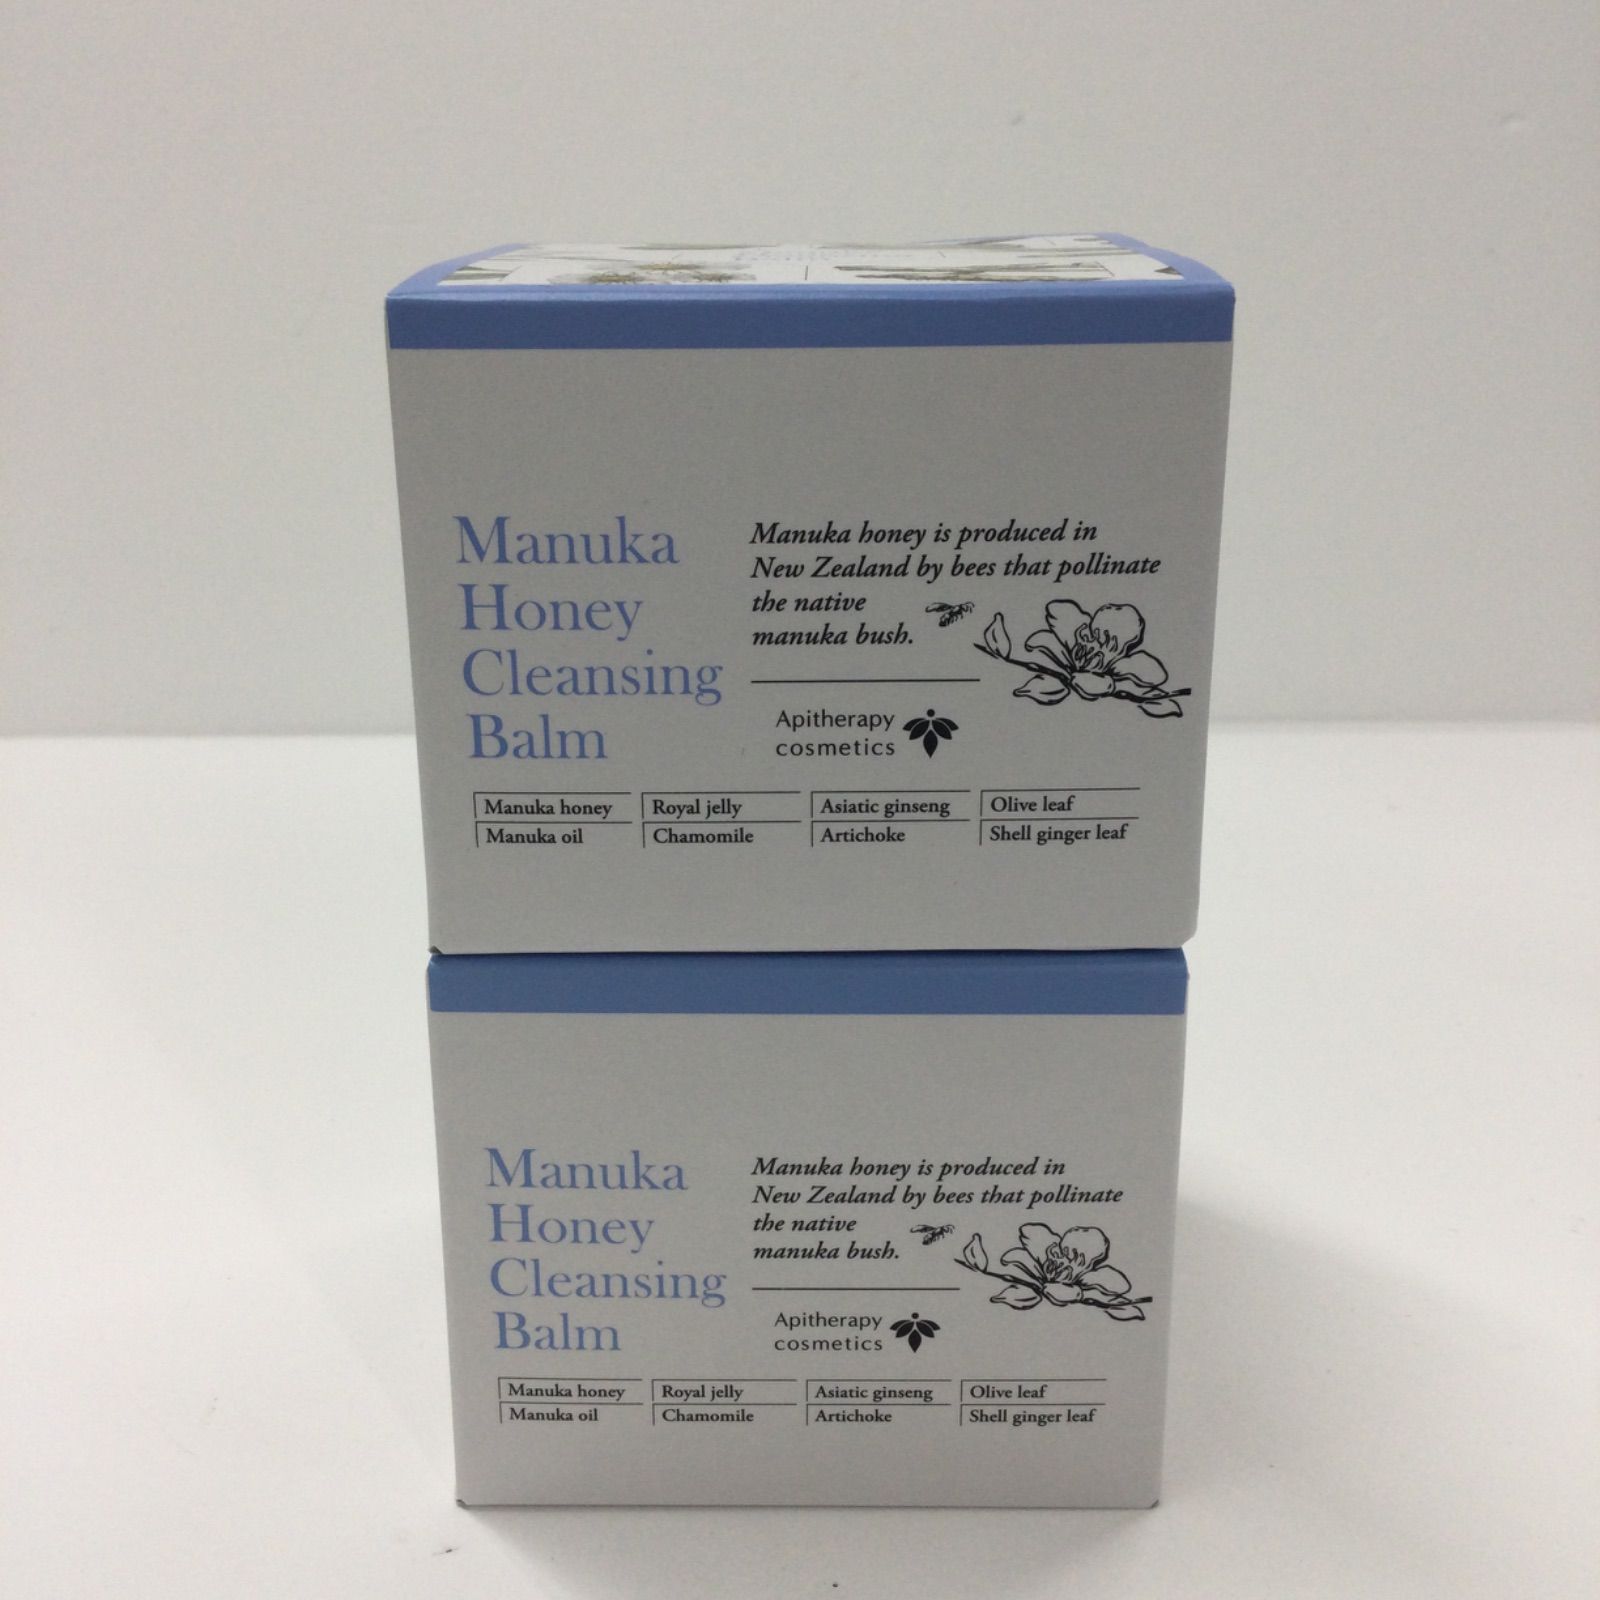 Manuka
Honey
Cleansing
Balm
Manuka honey is produced in
New Zealand by bees that pollinate
the native
manuka bush.
Apitherapy
cosmetics
Manuka honey
Royal jelly
Asiatic ginseng
Olive leaf
Manuka oil
Chamomile
Artichoke
Shell ginger leaf
Manuka
Honey
Cleansing
Balm
Manuka honey is produced in
New Zealand by bees that pollinate
the native
manuka bush.
Apitherapy
cosmetics
Manuka honey
Royal jelly
Asiatic ginseng
Olive leaf
Manuka oil
Chamomile
Artichoke
Shell ginger leaf